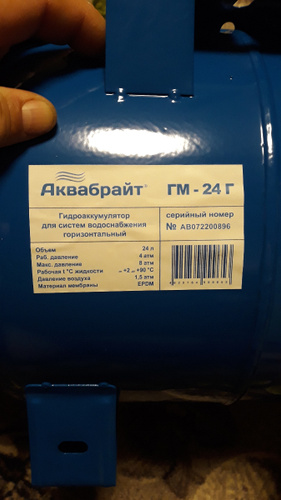 Аквабрайт® ГМ - 24 Г
Гидроаккумулятор
для систем водоснабжения
горизонтальный
серийный номер
№ AB072200896
Объем 24 л
Раб. давление 4 атм
Макс. давление 8 атм
Рабочая t °С жидкости – +2 .. +90 °С
Давление воздуха 1,5 атм
Материал мембраны EPDM